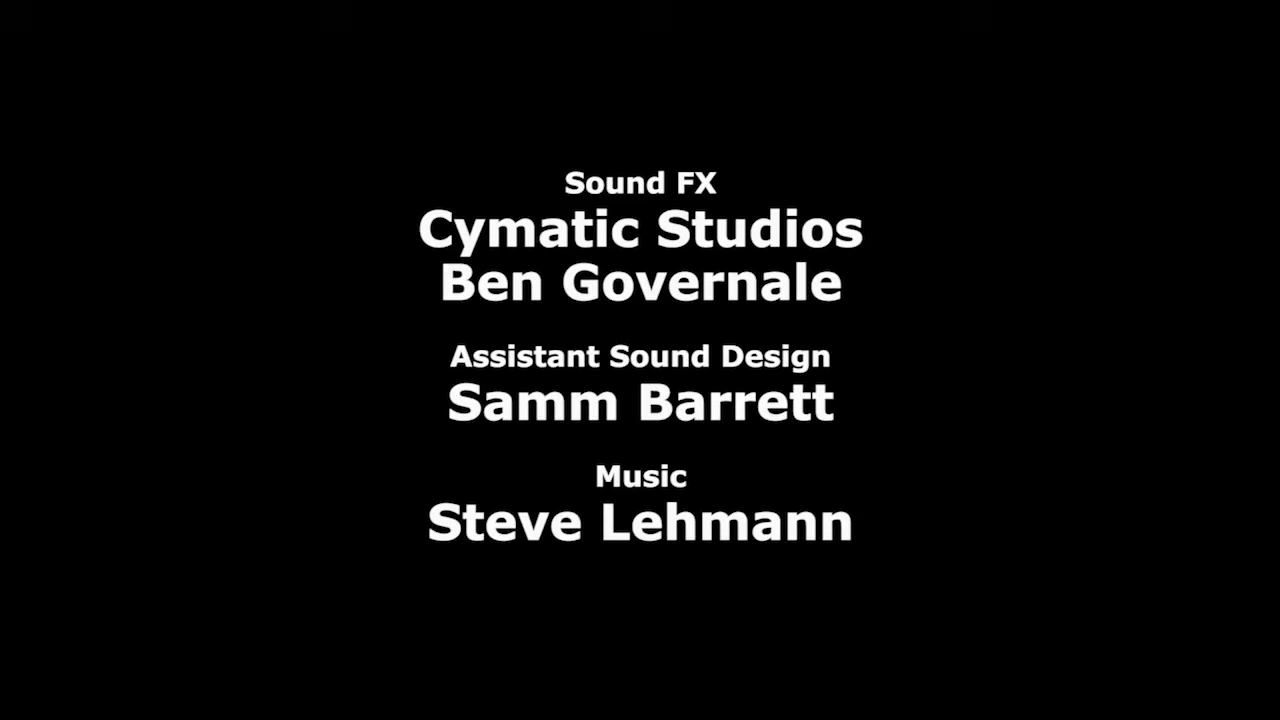 Sound FX
Cymatic Studios
Ben Governale
Assistant Sound Design
Samm Barrett
Music
Steve Lehmann